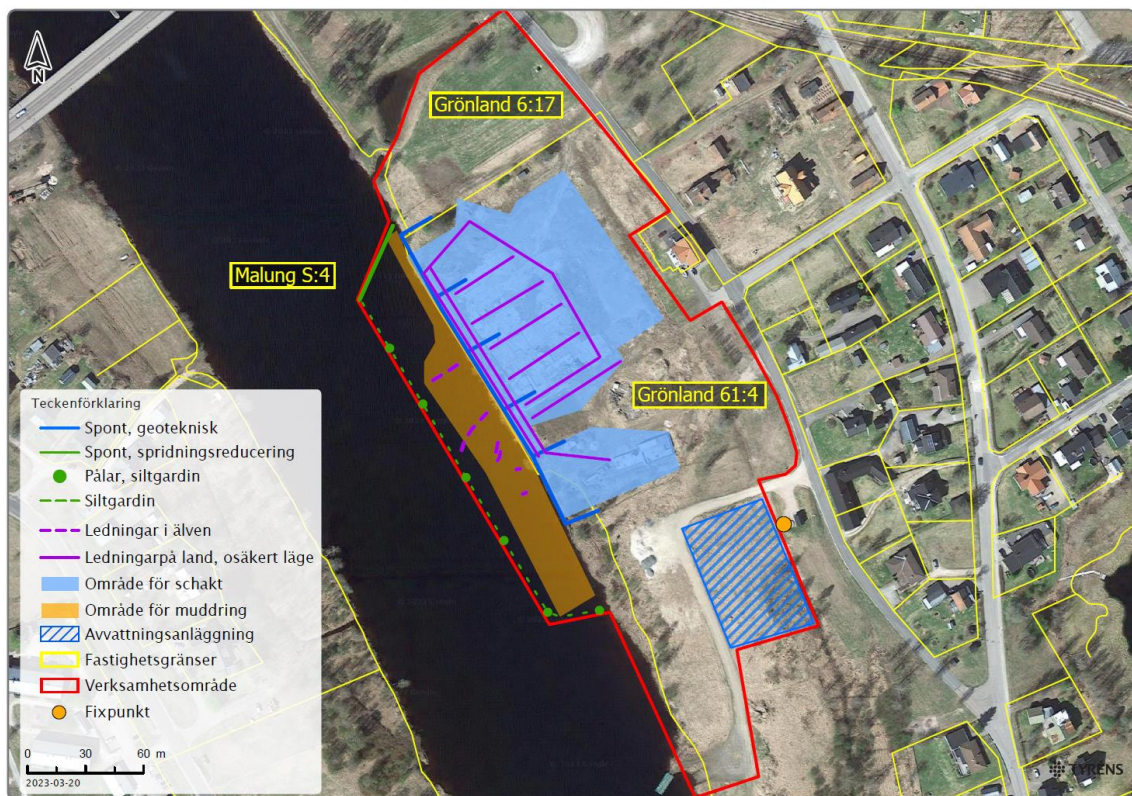 N
Grönland 6:17
Malung S:4
Grönland 61:4
Teckenförklaring
Spont, geoteknisk
Spont, spridningsreducering
Pålar, siltgardin
Siltgardin
Ledningar i älven
Ledningarpå land, osäkert läge
Område för schakt
Område för muddring
Avvattningsanläggning
Fastighetsgränser
Verksamhetsområde
Fixpunkt
0 30 60 m
2023-03-20
TYRENS